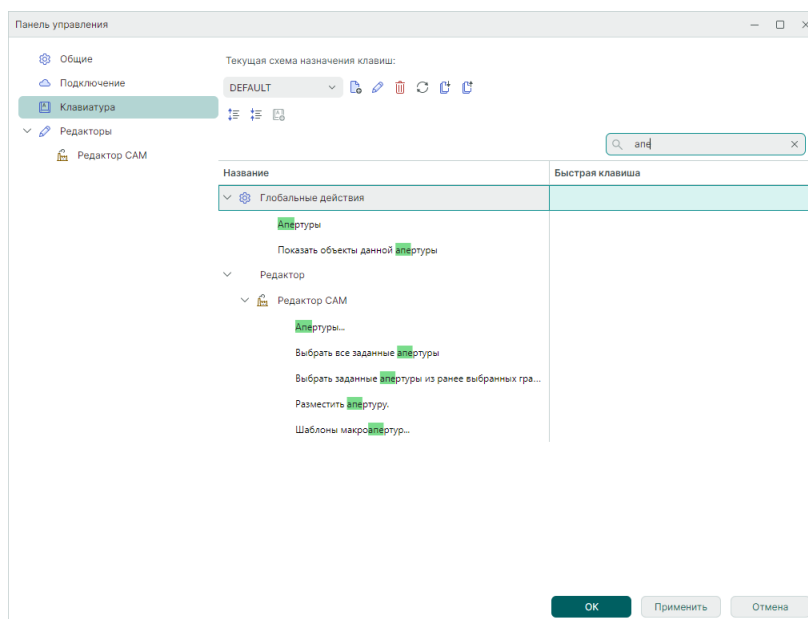 Панель управления
Общие
Подключение
Клавиатура
Редакторы
Редактор CAM
Текущая схема назначения клавиш:
DEFAULT
апе
Название
Быстрая клавиша
Глобальные действия
Апертуры
Показать объекты данной апертуры
Редактор
Редактор CAM
Апертуры...
Выбрать все заданные апертуры
Выбрать заданные апертуры из ранее выбранных гра...
Разместить апертуру.
Шаблоны макроапертур...
ОК
Применить
Отмена